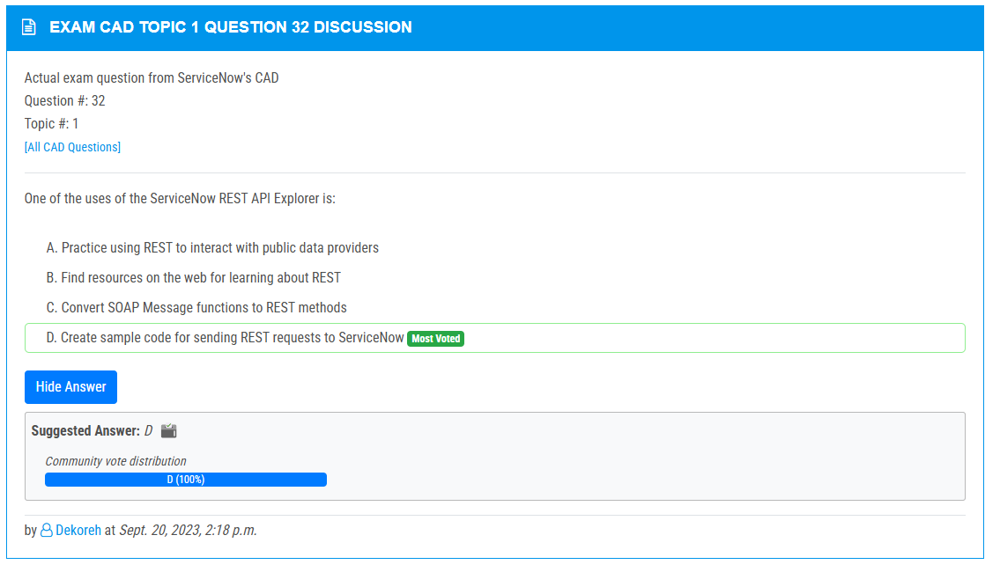 EXAM CAD TOPIC 1 QUESTION 32 DISCUSSION
Actual exam question from ServiceNow's CAD
Question #: 32
Topic #: 1
[All CAD Questions]
One of the uses of the ServiceNow REST API Explorer is:
A. Practice using REST to interact with public data providers
B. Find resources on the web for learning about REST
C. Convert SOAP Message functions to REST methods
D. Create sample code for sending REST requests to ServiceNow Most Voted
Hide Answer
Suggested Answer: D
Community vote distribution
D (100%)
by Dekoreh at Sept. 20, 2023, 2:18 p.m.